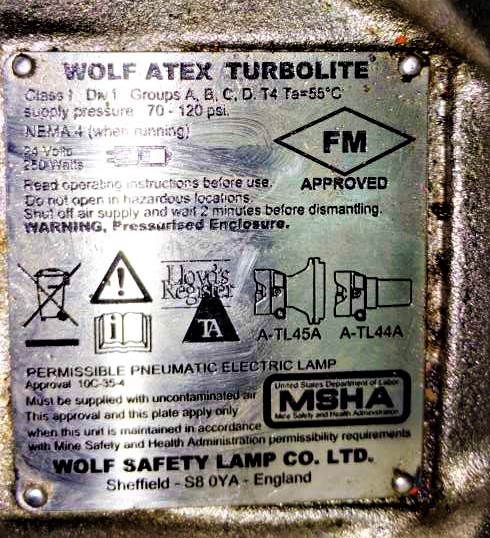 WOLF ATEX TURBOLITE
Class 1 Div 1 Groups A, B, C, D. T4 Ta=55°C
supply pressure 70 - 120 psi.
NEMA 4 (when running)
24 Volts
250 Watts
FM
APPROVED
Read operating instructions before use.
Do not open in hazardous locations.
Shut off air supply and wait 2 minutes before dismantling.
WARNING, Pressurised Enclosure.
Lloyd's
Register
TA
A-TL45A A-TL44A
PERMISSIBLE PNEUMATIC ELECTRIC LAMP
Approval 10C-35-4
Must be supplied with uncontaminated air
This approval and this plate apply only
when this unit is maintained in accordance
with Mine Safety and Health Administration permissibility requirements
United States Department of Labor
MSHA
Mine Safety and Health Administration
WOLF SAFETY LAMP CO. LTD.
Sheffield - S8 0YA - England